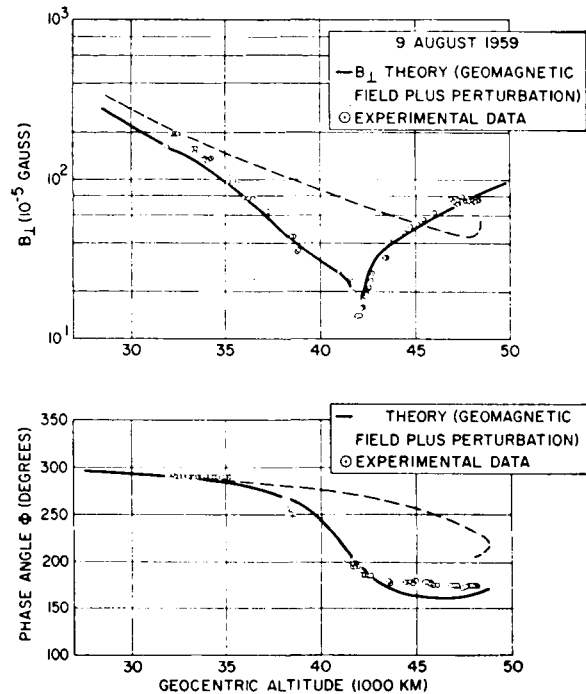 10³
10²
10¹
B⊥ (10⁻⁵ GAUSS)
9 AUGUST 1959
B⊥ THEORY (GEOMAGNETIC
FIELD PLUS PERTURBATION)
⊙ EXPERIMENTAL DATA
30 35 40 45 50
PHASE ANGLE Φ (DEGREES)
400
300
250
200
150
100
THEORY (GEOMAGNETIC
FIELD PLUS PERTURBATION)
⊙ EXPERIMENTAL DATA
30 35 40 45 50
GEOCENTRIC ALTITUDE (1000 KM)